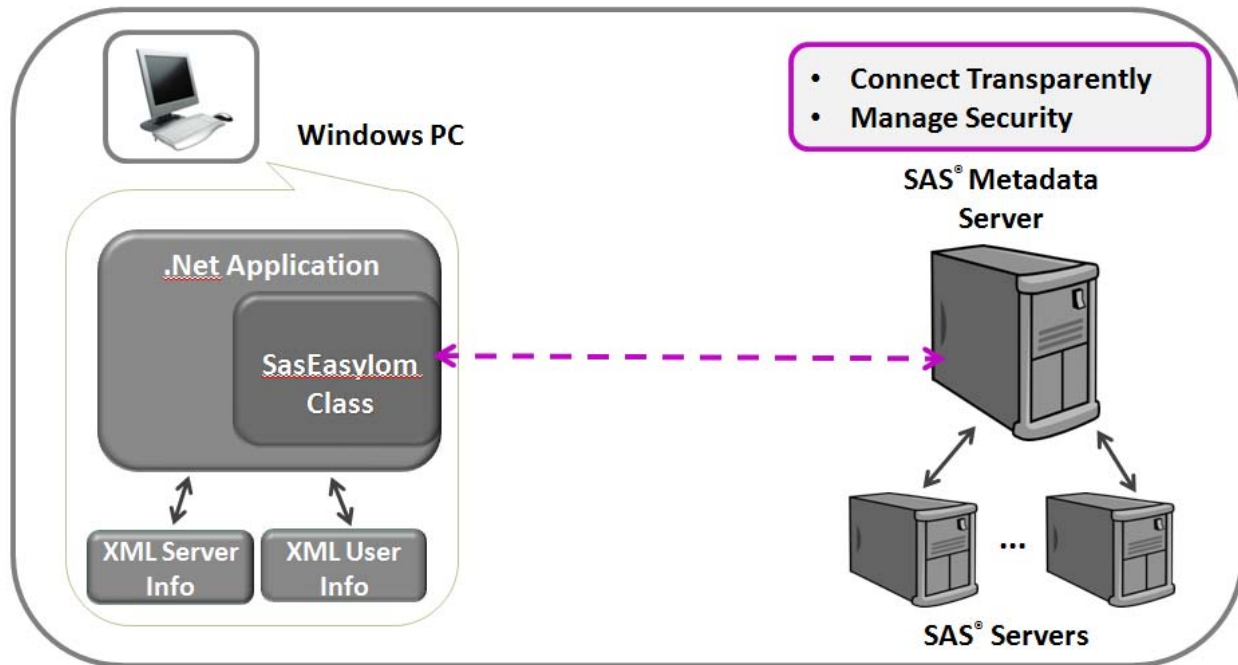 Windows PC
.Net Application
SasEasyIom
Class
XML Server
Info
XML User
Info
• Connect Transparently
• Manage Security
SAS® Metadata
Server
...
SAS® Servers